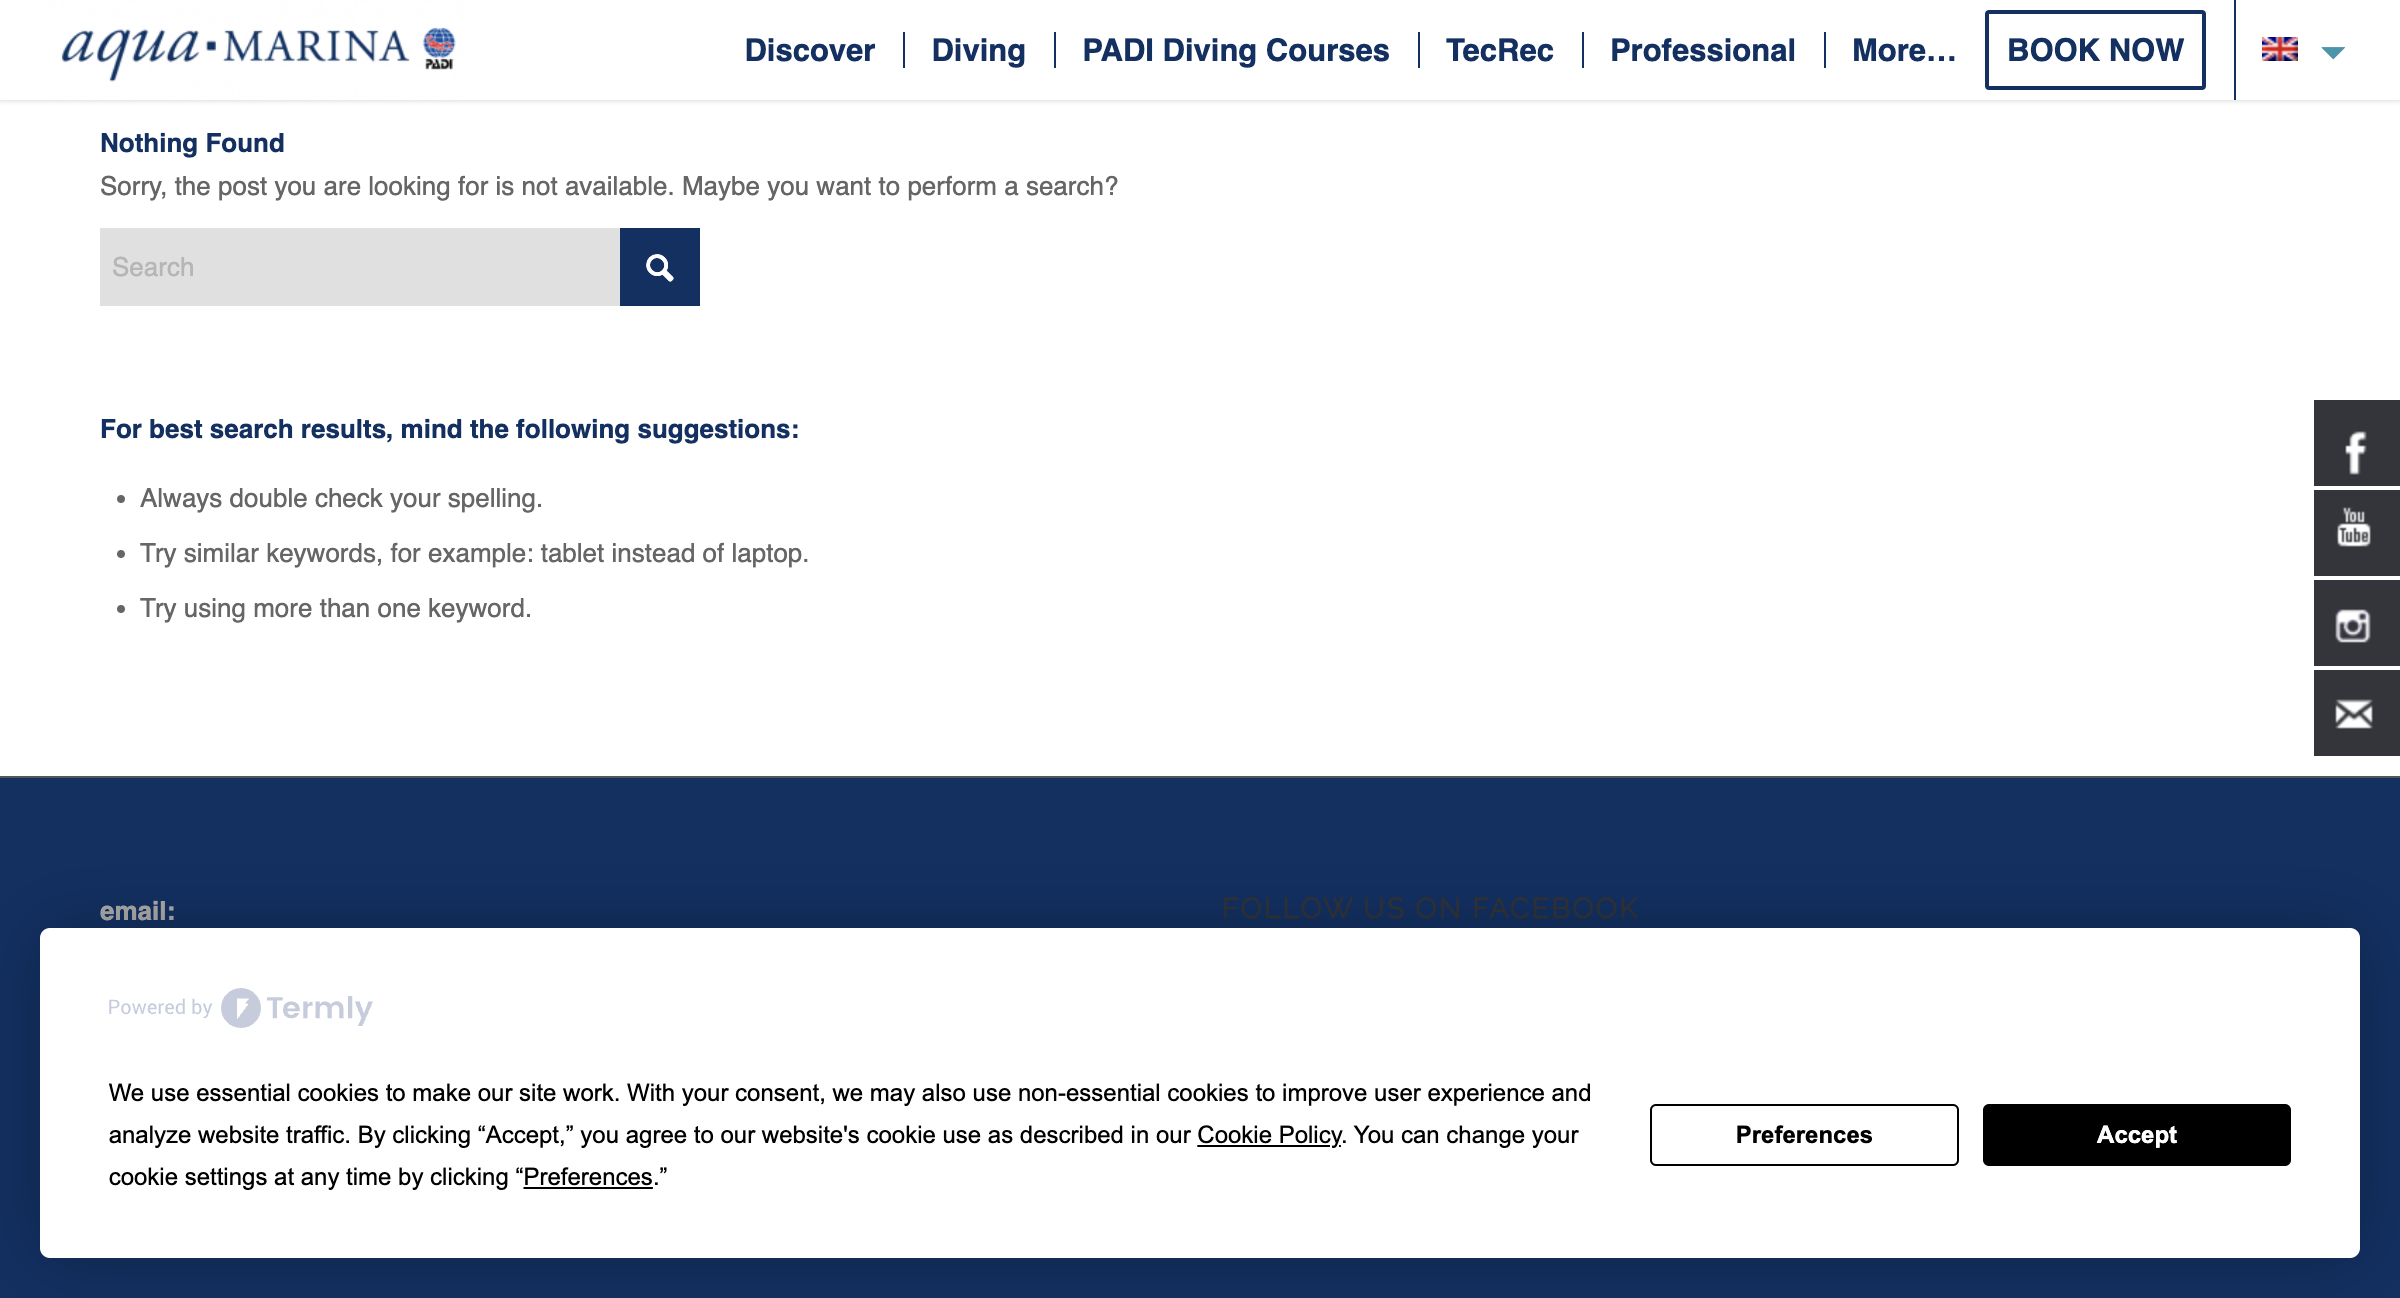 aqua·MARINA PADI
Discover
Diving
PADI Diving Courses
TecRec
Professional
More...
BOOK NOW
Nothing Found
Sorry, the post you are looking for is not available. Maybe you want to perform a search?
Search
For best search results, mind the following suggestions:
• Always double check your spelling.
• Try similar keywords, for example: tablet instead of laptop.
• Try using more than one keyword.
You
Tube
email:
FOLLOW US ON FACEBOOK
Powered by Termly
We use essential cookies to make our site work. With your consent, we may also use non-essential cookies to improve user experience and
analyze website traffic. By clicking “Accept,” you agree to our website's cookie use as described in our Cookie Policy. You can change your
cookie settings at any time by clicking “Preferences.”
Preferences
Accept